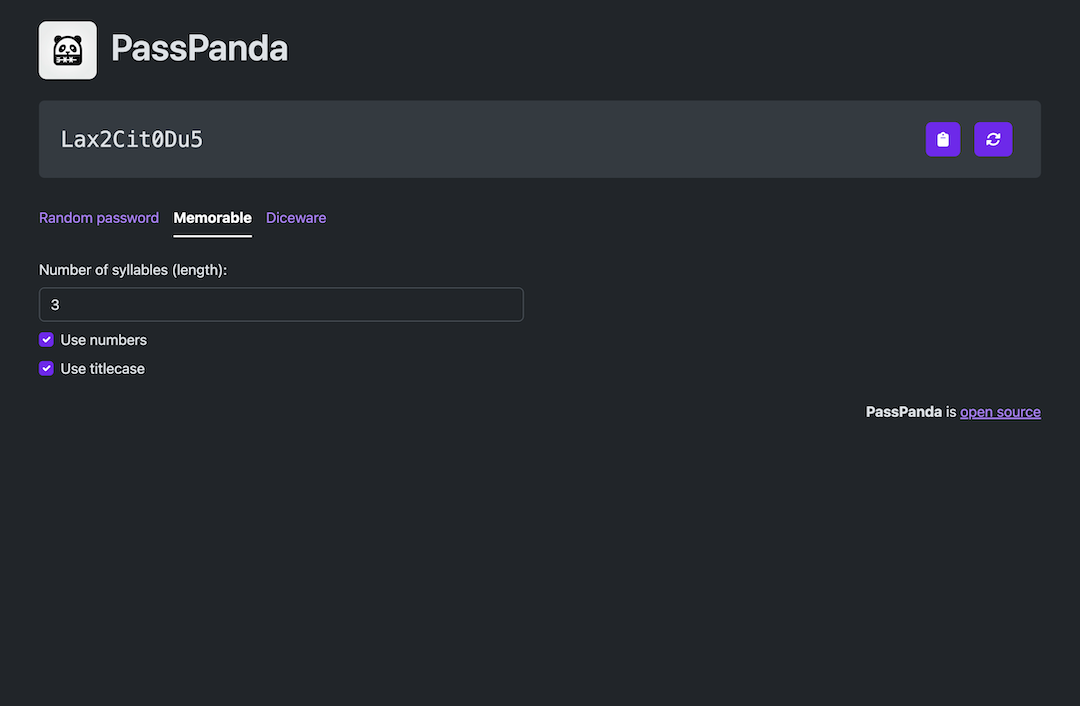 PassPanda
Lax2Cit0Du5
Random password Memorable Diceware
Number of syllables (length):
3
Use numbers
Use titlecase
PassPanda is open source